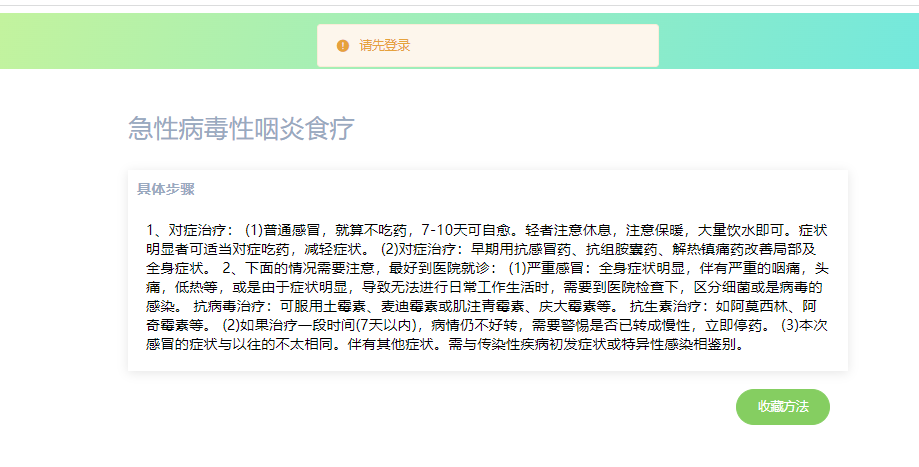 请先登录
急性病毒性咽炎食疗
具体步骤
1、对症治疗： (1)普通感冒，就算不吃药，7-10天可自愈。轻者注意休息，注意保暖，大量饮水即可。症状
明显者可适当对症吃药，减轻症状。 (2)对症治疗：早期用抗感冒药、抗组胺囊药、解热镇痛药改善局部及
全身症状。 2、下面的情况需要注意，最好到医院就诊： (1)严重感冒：全身症状明显，伴有严重的咽痛，头
痛，低热等，或是由于症状明显，导致无法进行日常工作生活时，需要到医院检查下，区分细菌或是病毒的
感染。 抗病毒治疗：可服用土霉素、麦迪霉素或肌注青霉素、庆大霉素等。 抗生素治疗：如阿莫西林、阿
奇霉素等。 (2)如果治疗一段时间(7天以内)，病情仍不好转，需要警惕是否已转成慢性，立即停药。 (3)本次
感冒的症状与以往的不太相同。伴有其他症状。需与传染性疾病初发症状或特异性感染相鉴别。
收藏方法